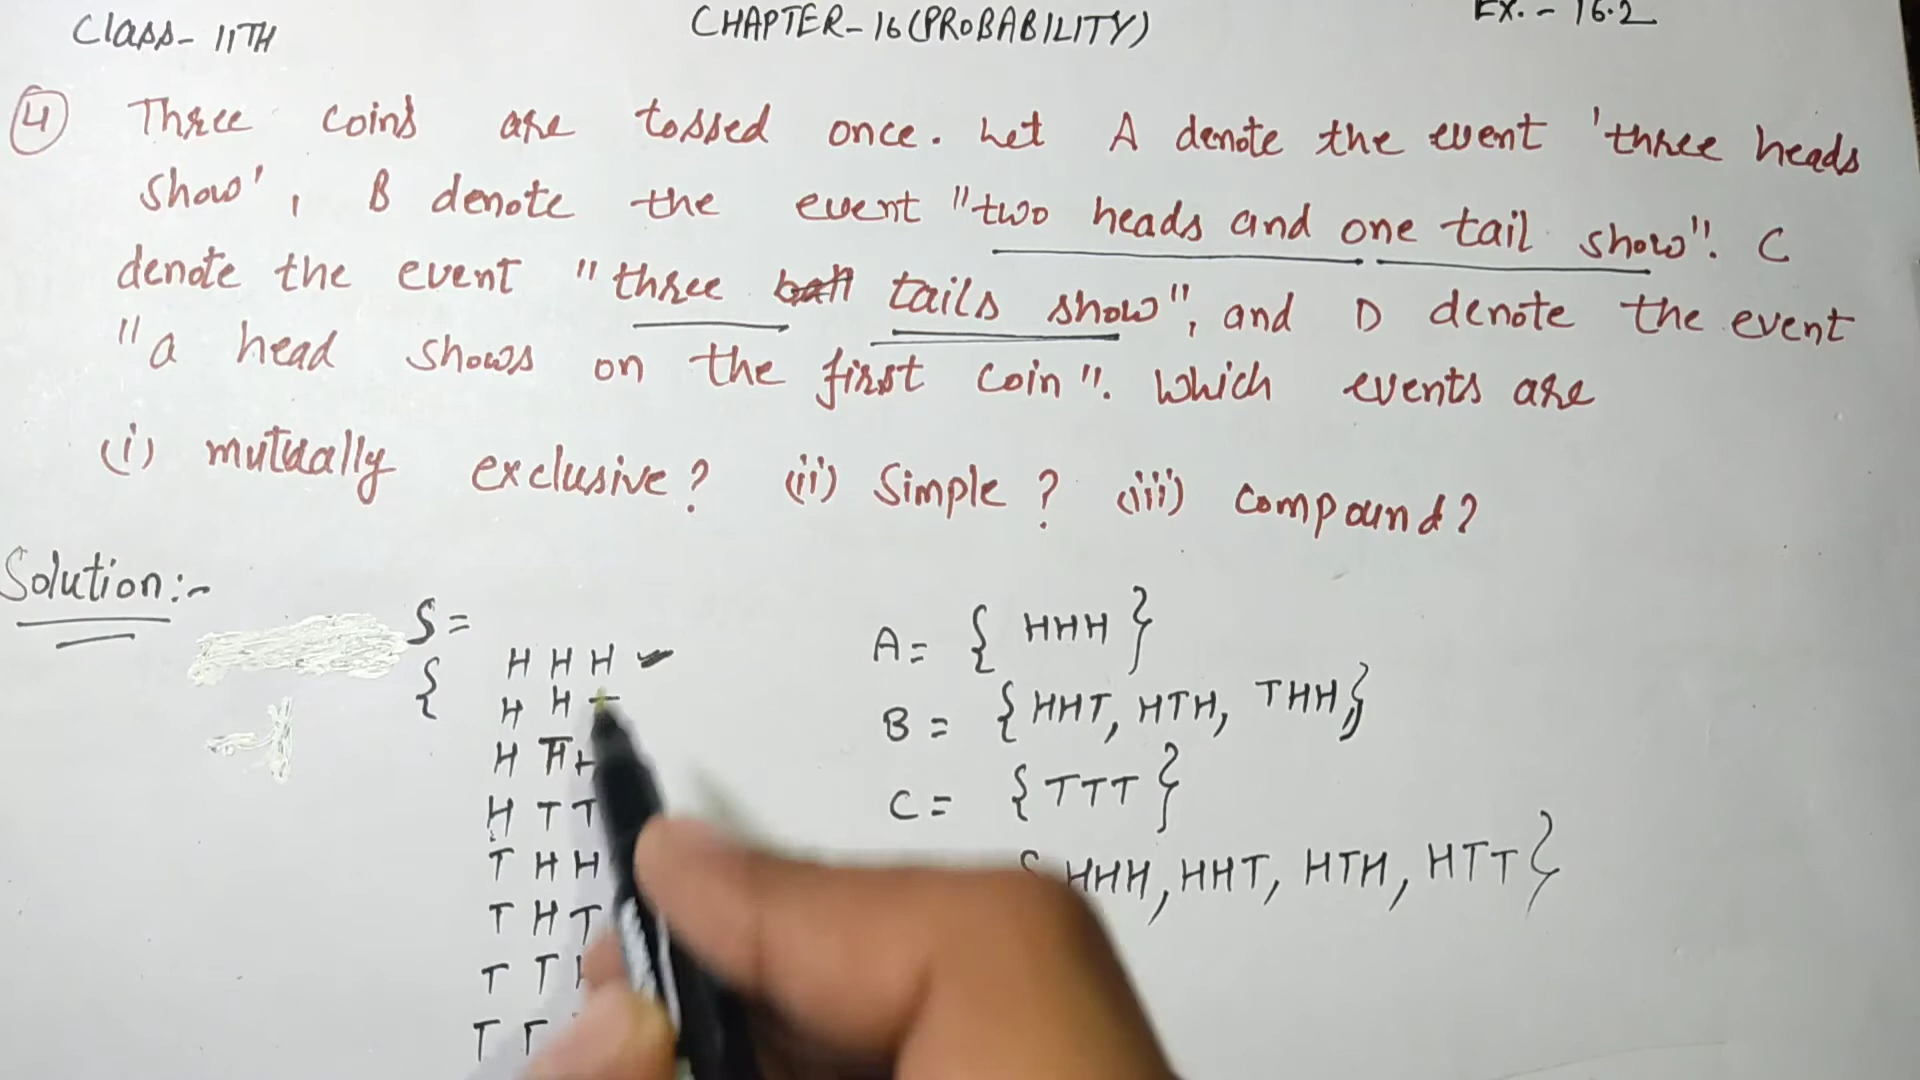 Class- 11TH
CHAPTER-16(PROBABILITY)
EX.- 16.2
4 Three coins are tossed once. Let A denote the event 'three heads
show', B denote the event "two heads and one tail show". C
denote the event "three tails show", and D denote the event
"a head shows on the first coin". Which events are
(i) mutually exclusive? (ii) Simple? (iii) Compound?
Solution:-
S=
{ H H H
H H T
H T H
H T T
T H H
T H T
T T
T T
A= { HHH }
B = { HHT, HTH, THH, }
C = { TTT }
{ HHH, HHT, HTH, HTT }